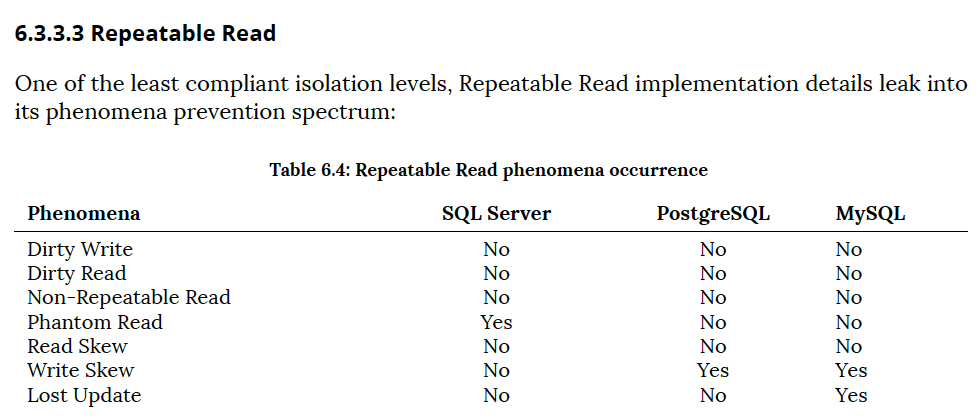 6.3.3.3 Repeatable Read
One of the least compliant isolation levels, Repeatable Read implementation details leak into
its phenomena prevention spectrum:
Table 6.4: Repeatable Read phenomena occurrence
Phenomena SQL Server PostgreSQL MySQL
Dirty Write No No No
Dirty Read No No No
Non-Repeatable Read No No No
Phantom Read Yes No No
Read Skew No No No
Write Skew No Yes Yes
Lost Update No No Yes